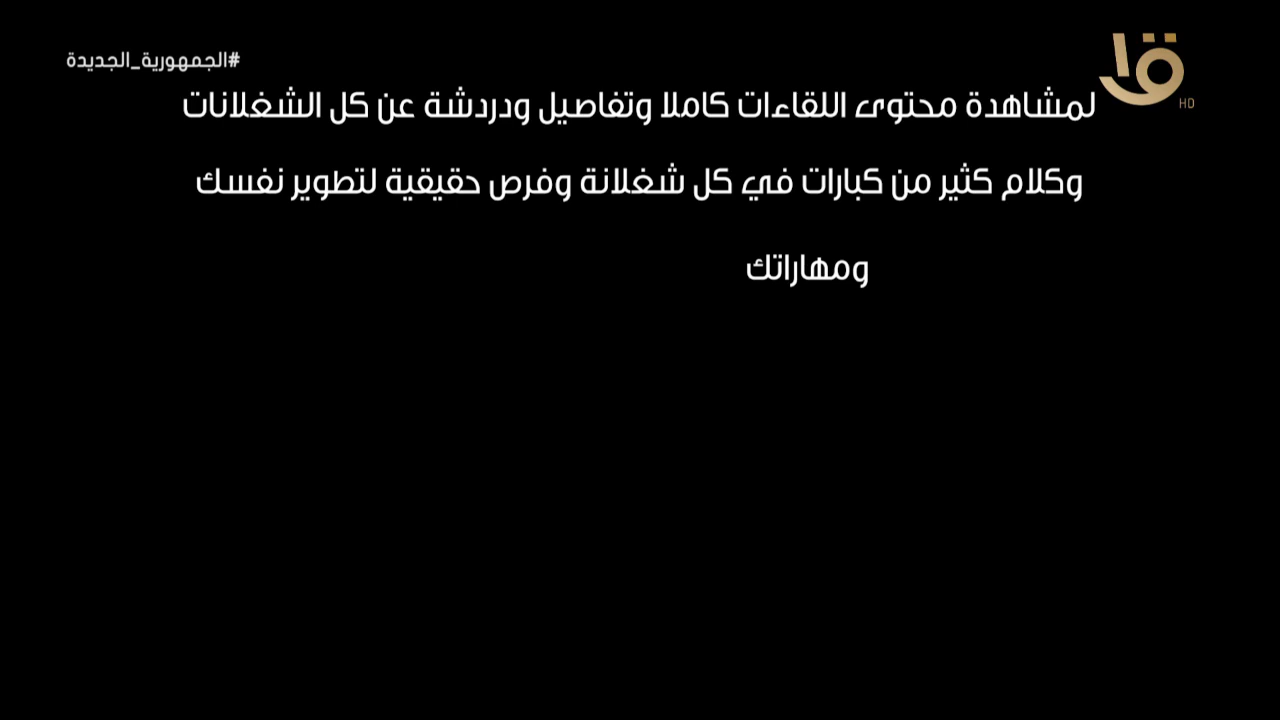 #الجمهورية_الجديدة
HD
لمشاهدة محتوى اللقاءات كاملا وتفاصيل ودردشة عن كل الشغلانات
وكلام كثير من كبارات في كل شغلانة وفرص حقيقية لتطوير نفسك
ومهاراتك